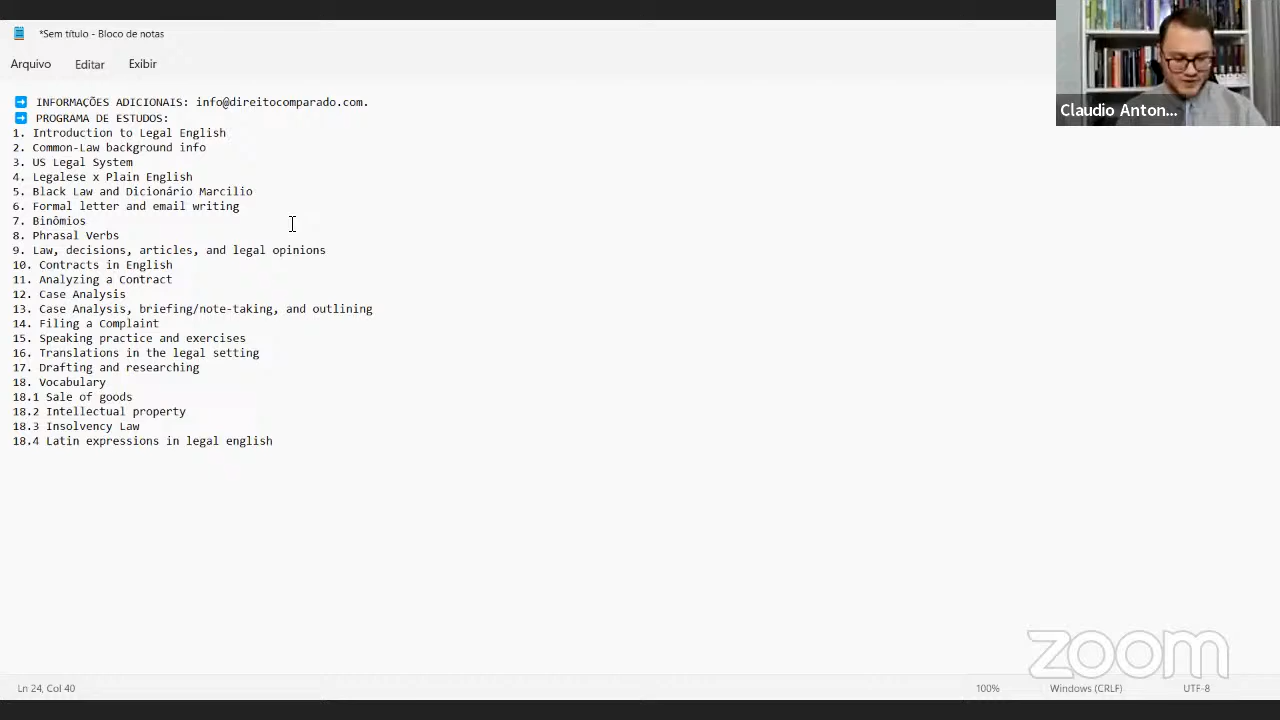 *Sem título - Bloco de notas
Arquivo Editar Exibir
INFORMAÇÕES ADICIONAIS: info@direitocomparado.com.
PROGRAMA DE ESTUDOS:
1. Introduction to Legal English
2. Common-Law background info
3. US Legal System
4. Legalese x Plain English
5. Black Law and Dicionário Marcilio
6. Formal letter and email writing
7. Binômios
8. Phrasal Verbs
9. Law, decisions, articles, and legal opinions
10. Contracts in English
11. Analyzing a Contract
12. Case Analysis
13. Case Analysis, briefing/note-taking, and outlining
14. Filing a Complaint
15. Speaking practice and exercises
16. Translations in the legal setting
17. Drafting and researching
18. Vocabulary
18.1 Sale of goods
18.2 Intellectual property
18.3 Insolvency Law
18.4 Latin expressions in legal english
Claudio Anton...
zoom
Ln 24, Col 40 100% Windows (CRLF) UTF-8